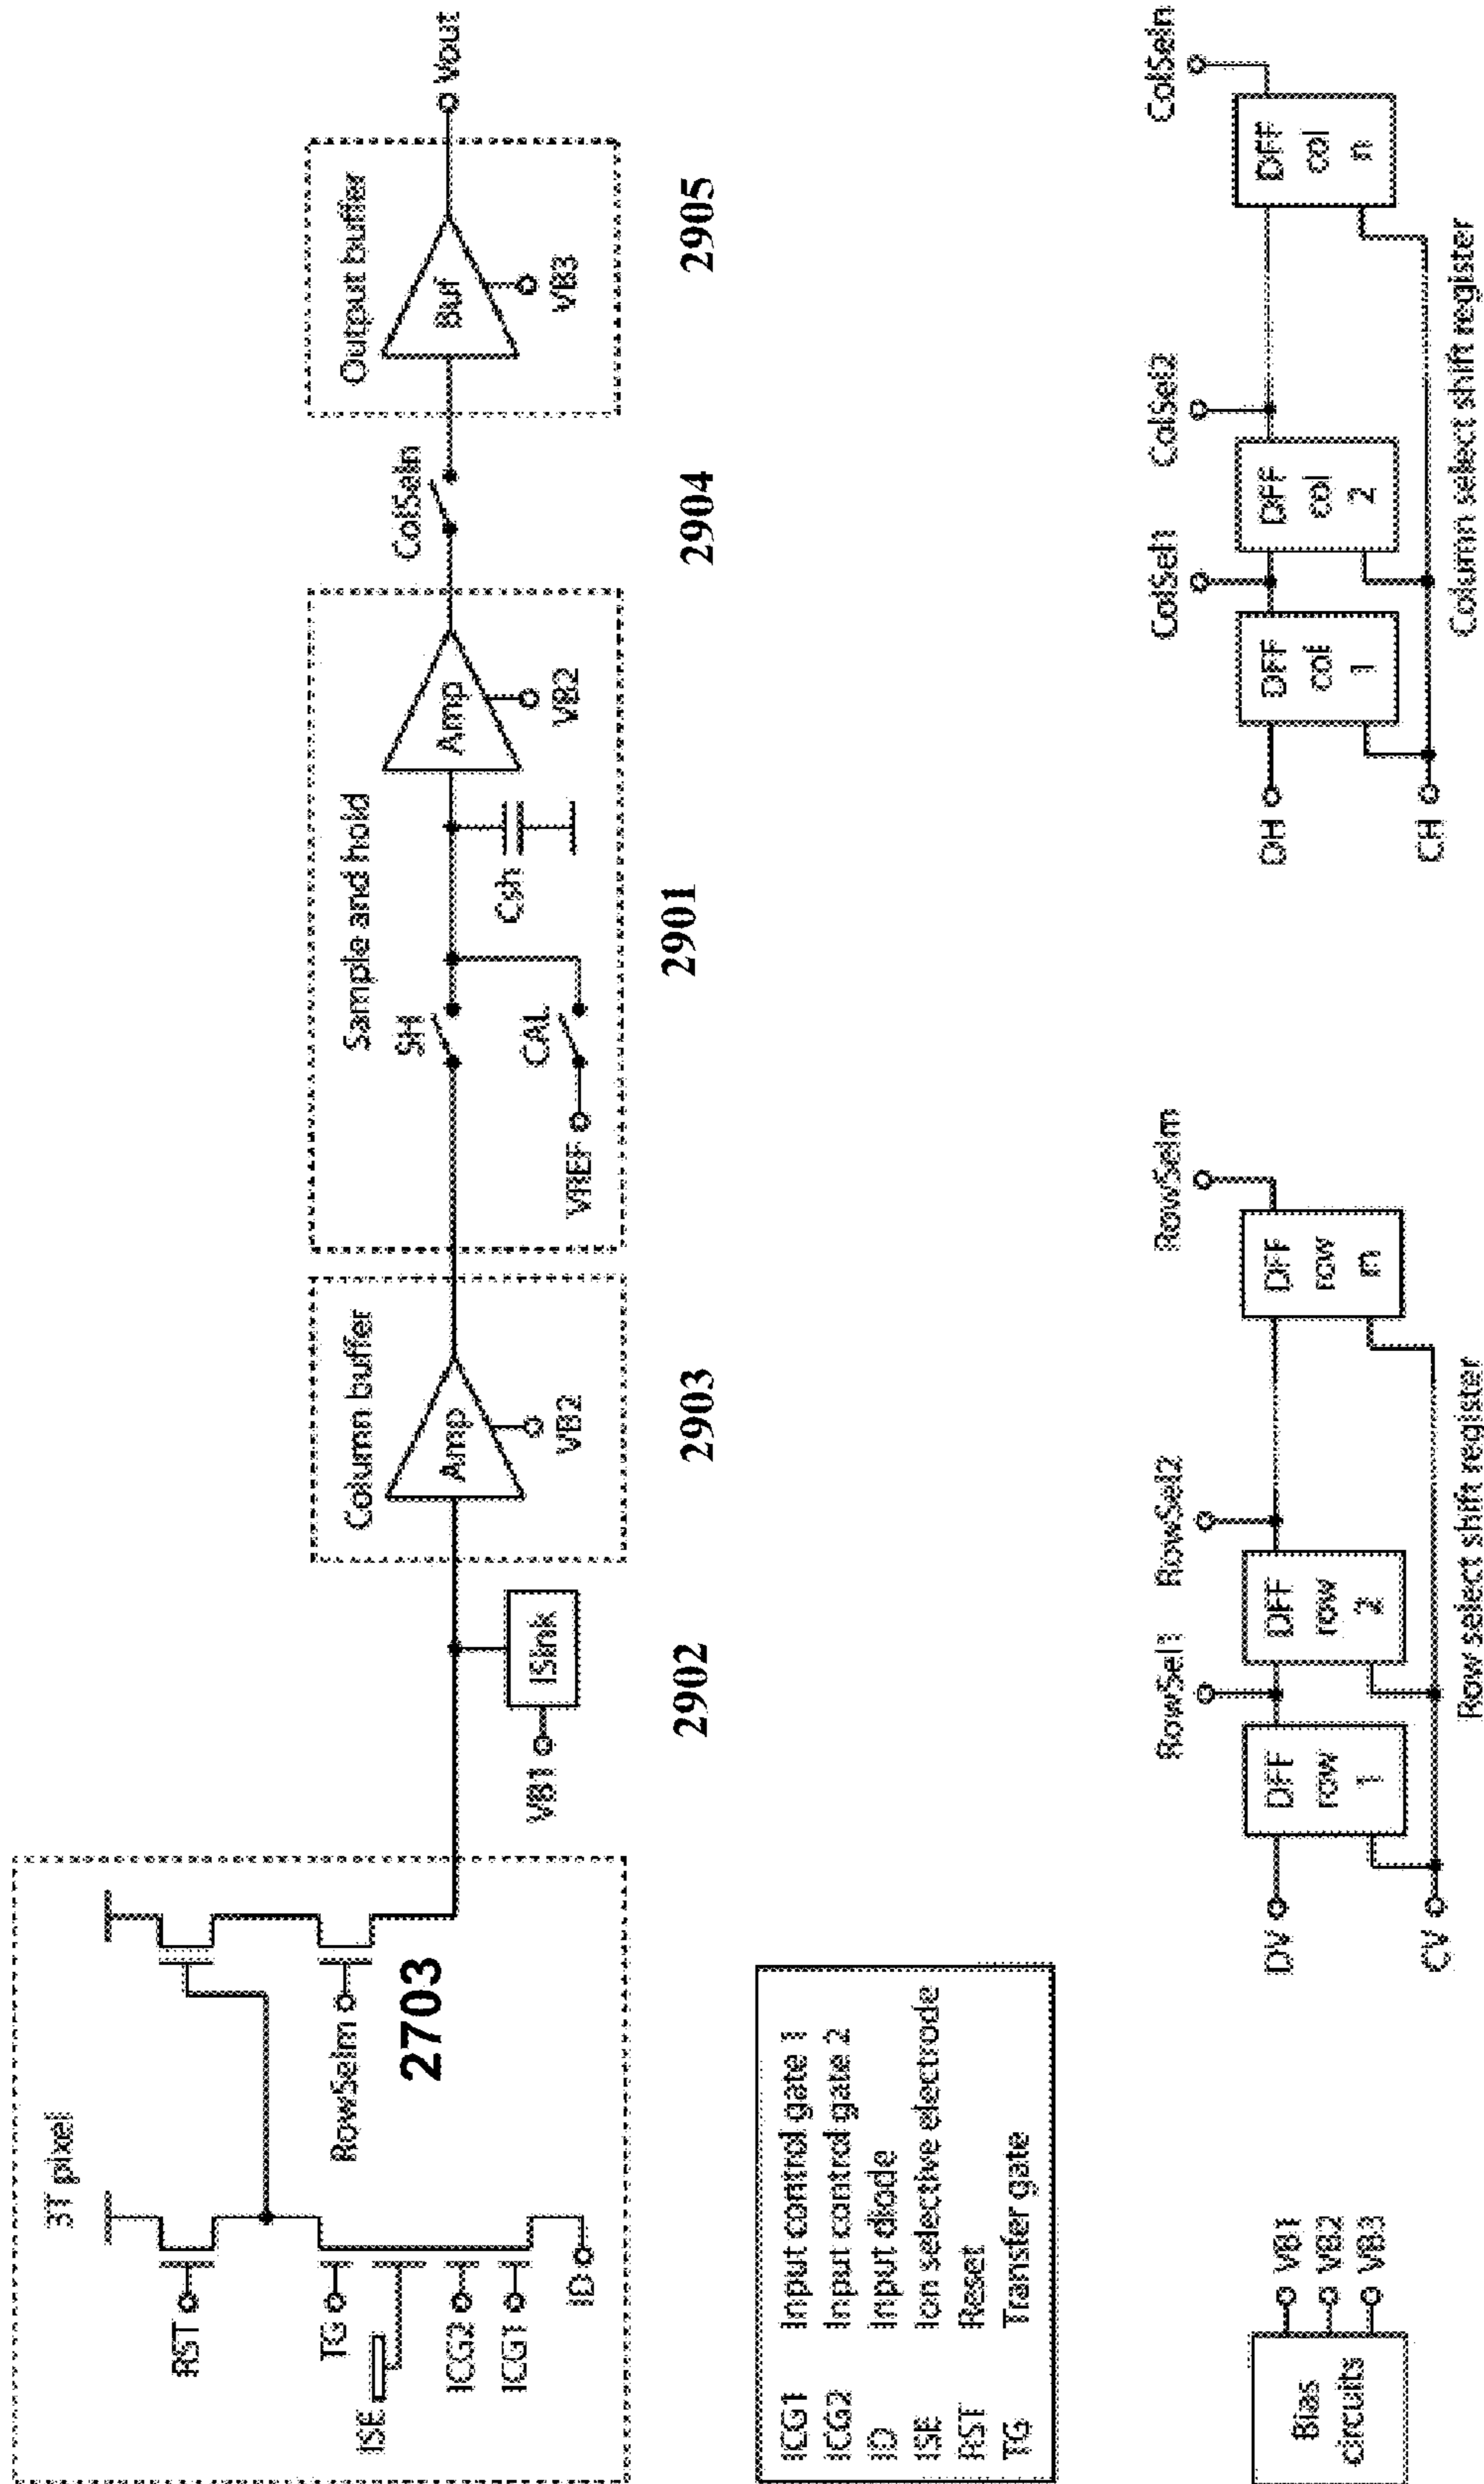 3T pixel
RST
TG
ISE
ICG2
ICG1
ID
RowSelm
2703
VB1
ISink
2902
Column buffer
Amp
VB2
2903
Sample and hold
SH
CAL
VREF
Csh
Amp
VB2
2901
ColSeln
2904
Output buffer
Buf
VB3
2905
Vout
ICG1 Input control gate 1
ICG2 Input control gate 2
ID Input diode
ISE Ion selective electrode
RST Reset
TG Transfer gate
Bias
circuits
VB1
VB2
VB3
DV
CV
DFF
row
1
RowSel1
DFF
row
2
RowSel2
DFF
row
m
RowSelm
Row select shift register
DH
CH
DFF
col
1
ColSel1
DFF
col
2
ColSel2
DFF
col
n
ColSeln
Column select shift register